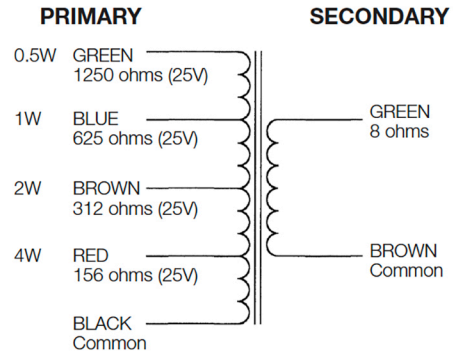 PRIMARY SECONDARY
0.5W GREEN
1250 ohms (25V)
1W BLUE
625 ohms (25V)
GREEN
8 ohms
2W BROWN
312 ohms (25V)
4W RED
156 ohms (25V)
BROWN
Common
BLACK
Common